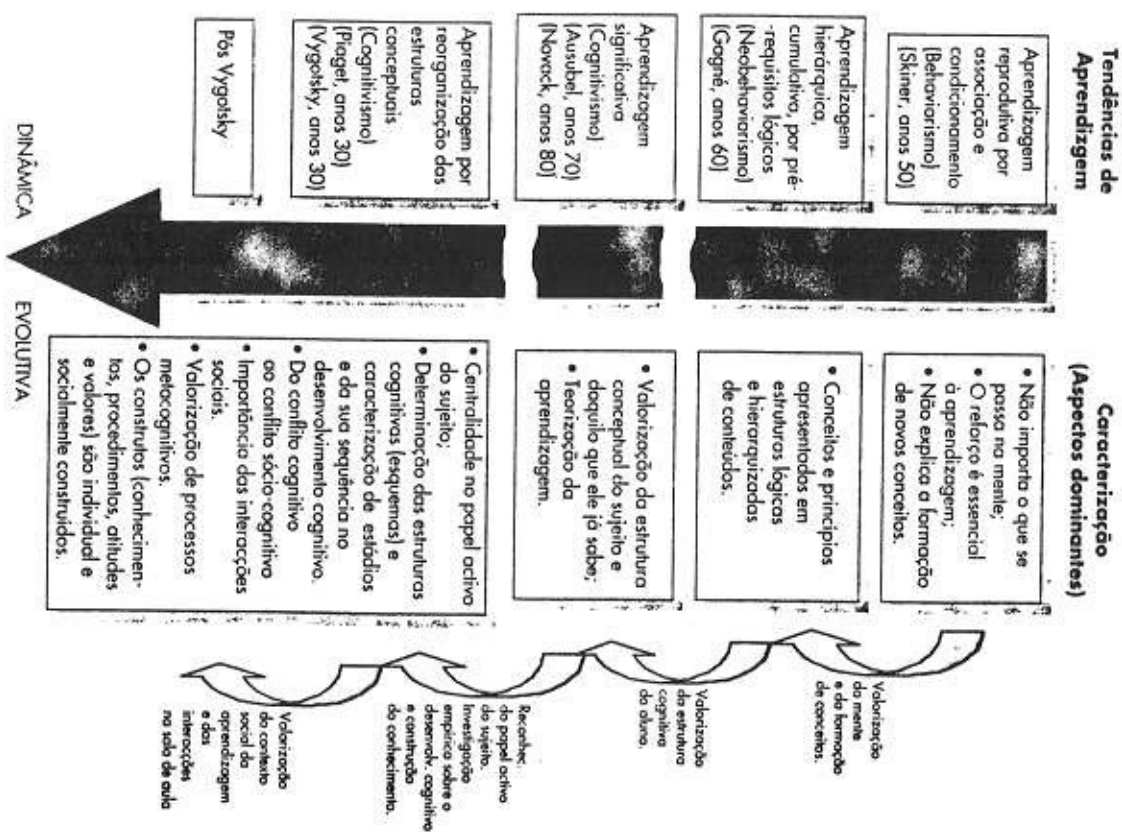 Tendências de
Aprendizgem
Aprendizagem
reprodutiva por
associação e
condicionamento
(Behaviorismo)
(Skiner, anos 50)
Aprendizagem
hierárquica,
cumulativa, por pré-
-requisitos lógicos
(Neobehaviorismo)
(Gagné, anos 60)
Aprendizagem
significativa
(Cognitivismo)
(Ausubel, anos 70)
(Novack, anos 80)
Aprendizagem por
reorganização das
estruturas
conceptuais
(Cognitivismo)
(Piaget, anos 30)
(Vygotsky, anos 30)
Pós Vygotsky
DINÂMICA
EVOLUTIVA
Caracterização
(Aspectos dominantes)
• Não importa o que se
passa na mente;
• O reforço é essencial
à aprendizagem;
• Não explica a formação
de novos conceitos.
• Conceitos e princípios
apresentados em
estruturas lógicas
e hierarquizadas
de conteúdos.
• Valorização da estrutura
conceptual do sujeito e
daquilo que ele já sabe;
• Teorização da
aprendizagem.
• Centralidade no papel activo
do sujeito;
• Determinação das estruturas
cognitivas (esquemas) e
caracterização de estádios
e da sua sequência no
desenvolvimento cognitivo.
• Do conflito cognitivo
ao conflito sócio-cognitivo
• Importância das interacções
sociais.
• Valorização de processos
metacognitivos.
• Os construtos (conhecimen-
tos, procedimentos, atitudes
e valores) são individual e
socialmente construidos.
Valorização
da mente
e da formação
de conceitos.
Valorização
da estrutura
cognitiva
do aluno.
Reconhec.
do papel activo
do sujeito.
Investigação
empírica sobre o
desenvolv. cognitivo
e construção
do conhecimento.
Valorização
do contexto
social da
aprendizagem
e das
interacções
na sala de aula